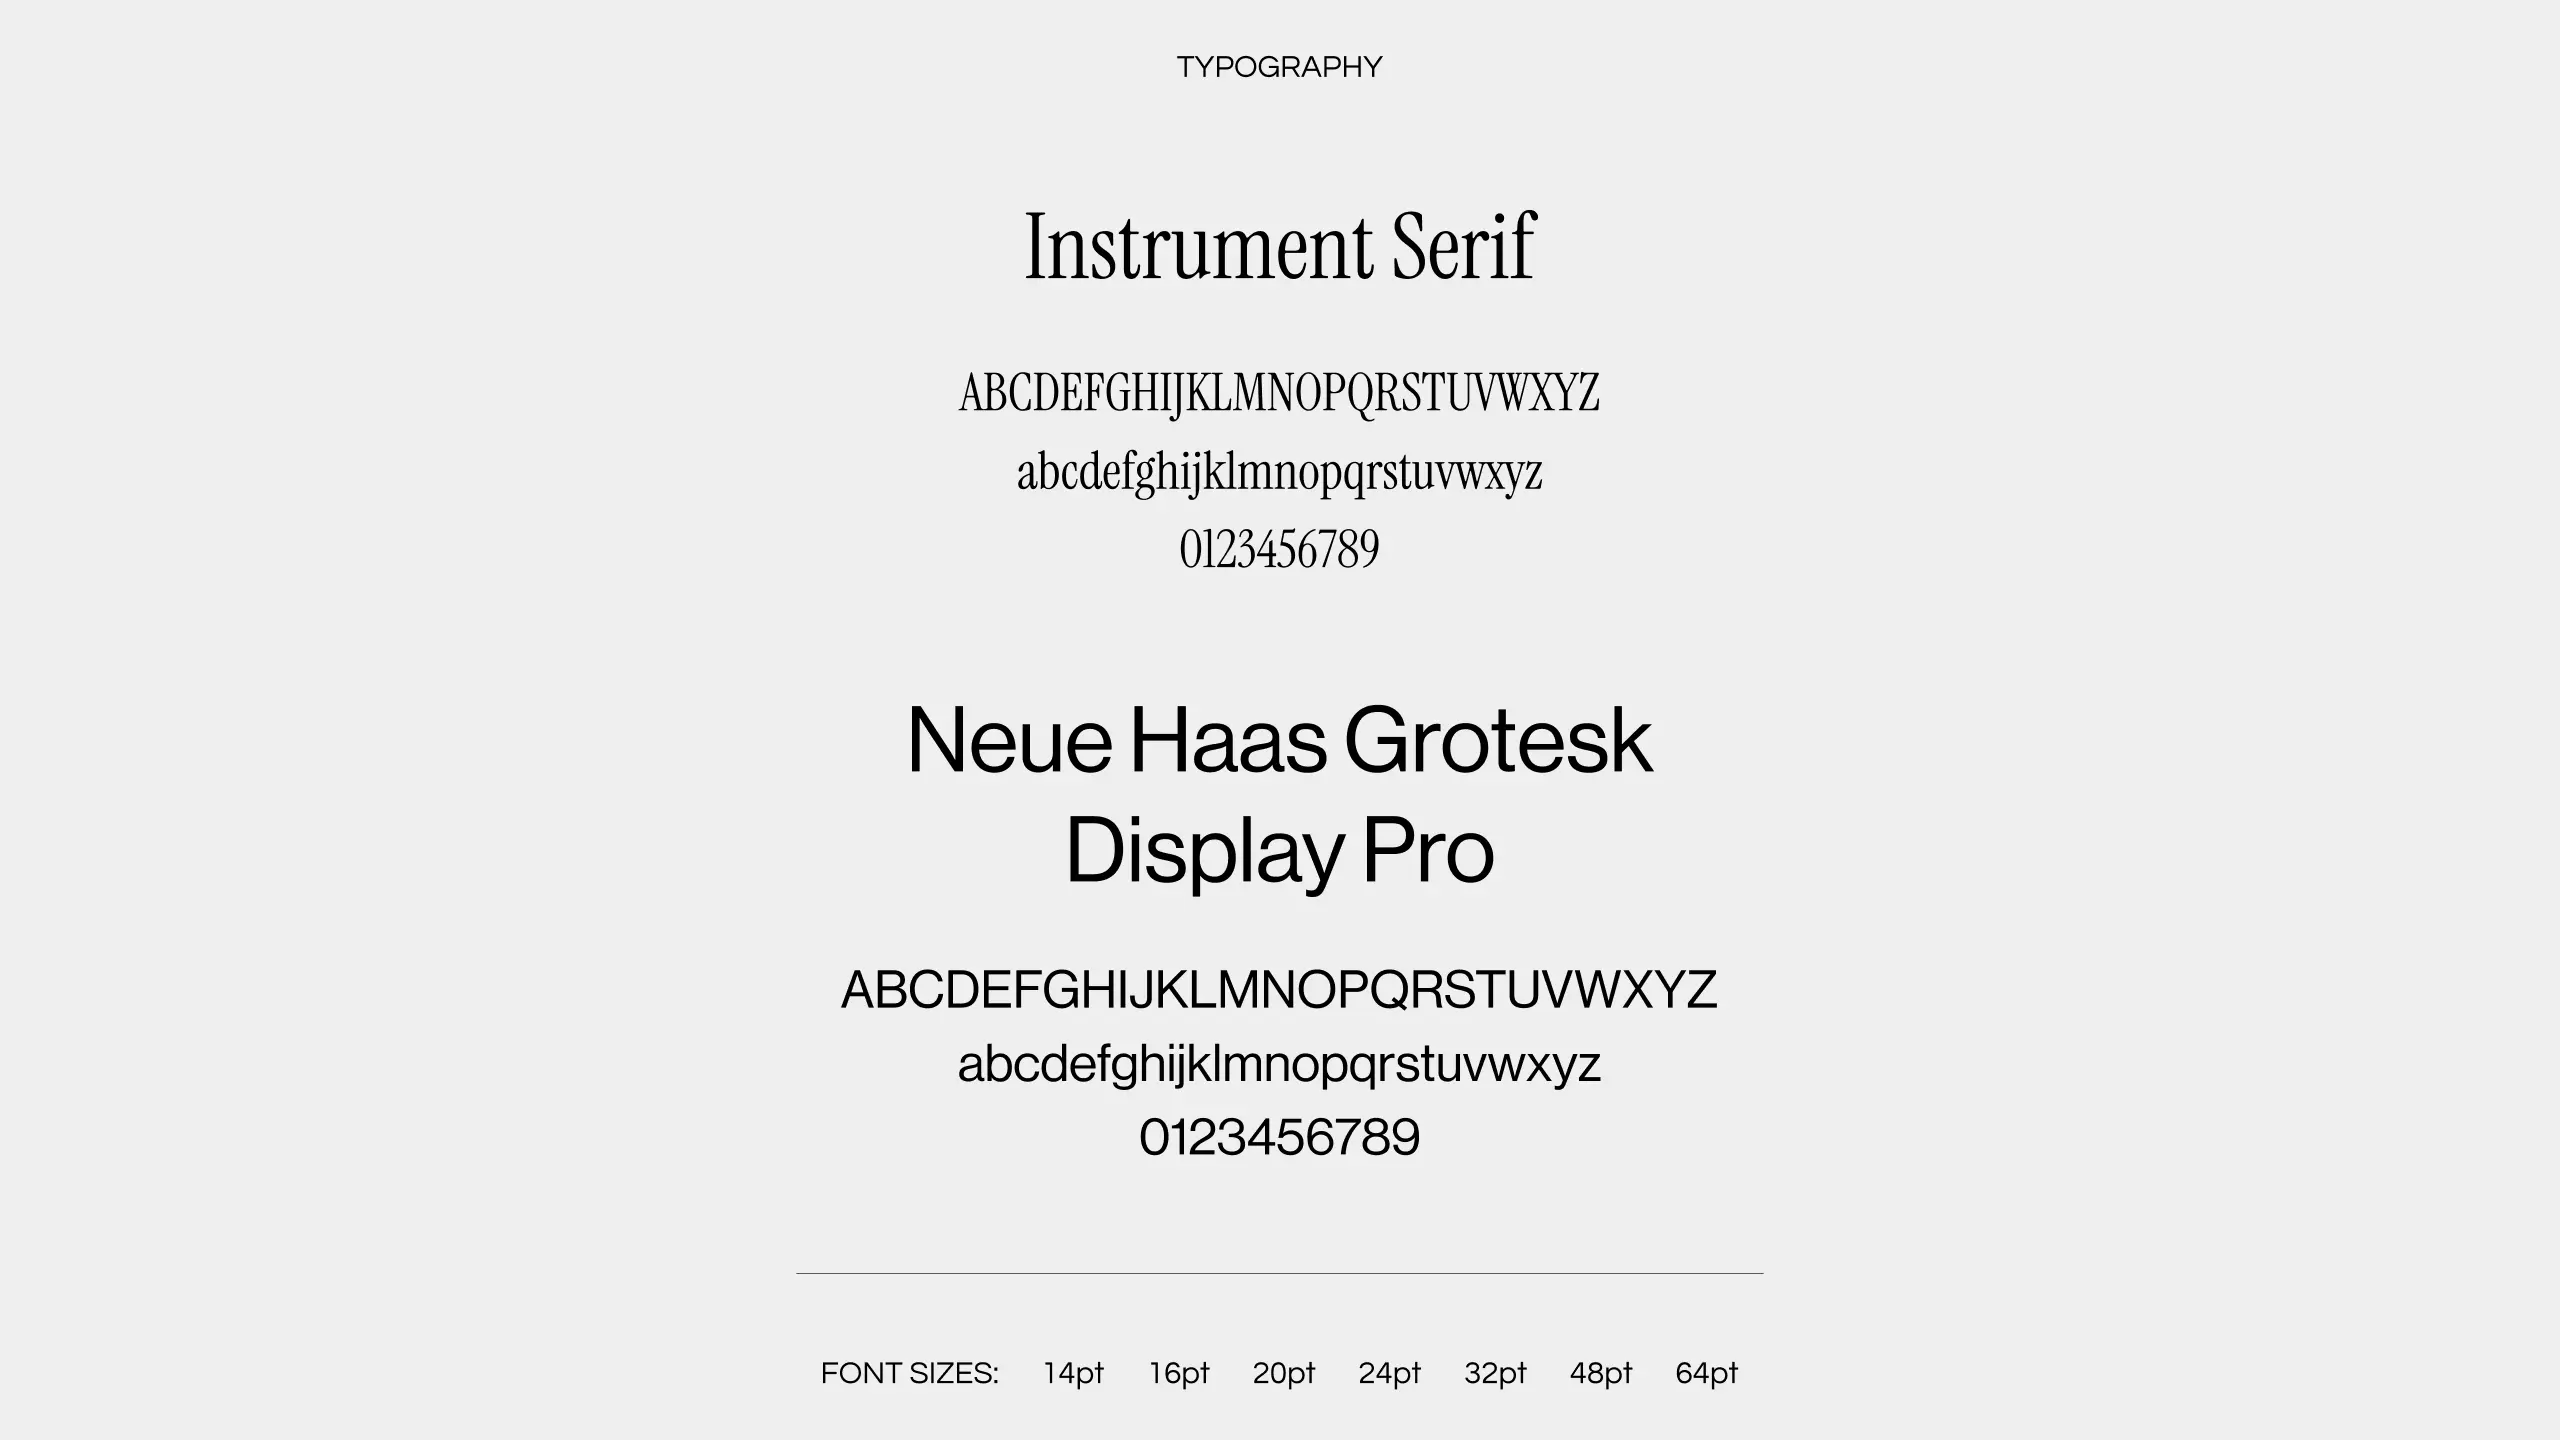 TYPOGRAPHY
Instrument Serif
ABCDEFGHIJKLMNOPQRSTUVWXYZ
abcdefghijklmnopqrstuvwxyz
0123456789
Neue Haas Grotesk
Display Pro
ABCDEFGHIJKLMNOPQRSTUVWXYZ
abcdefghijklmnopqrstuvwxyz
0123456789
FONT SIZES: 14pt 16pt 20pt 24pt 32pt 48pt 64pt